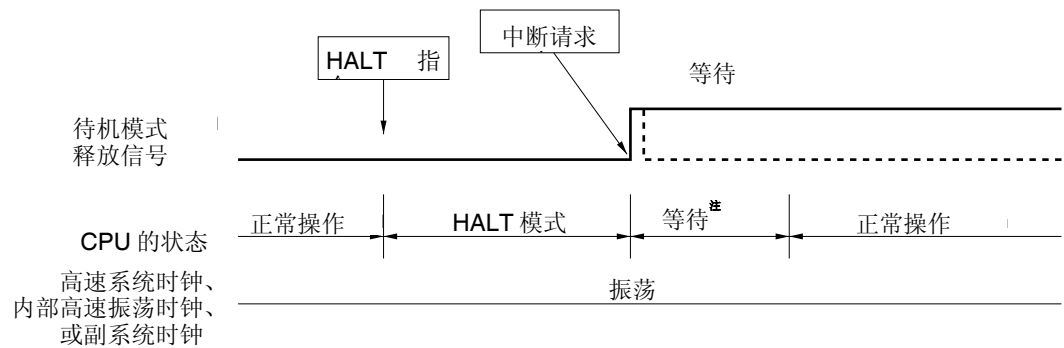 中断请求
HALT 指
等待
待机模式
释放信号
正常操作
HALT 模式
等待注
正常操作
CPU 的状态
高速系统时钟、
内部高速振荡时钟、
或副系统时钟
振荡